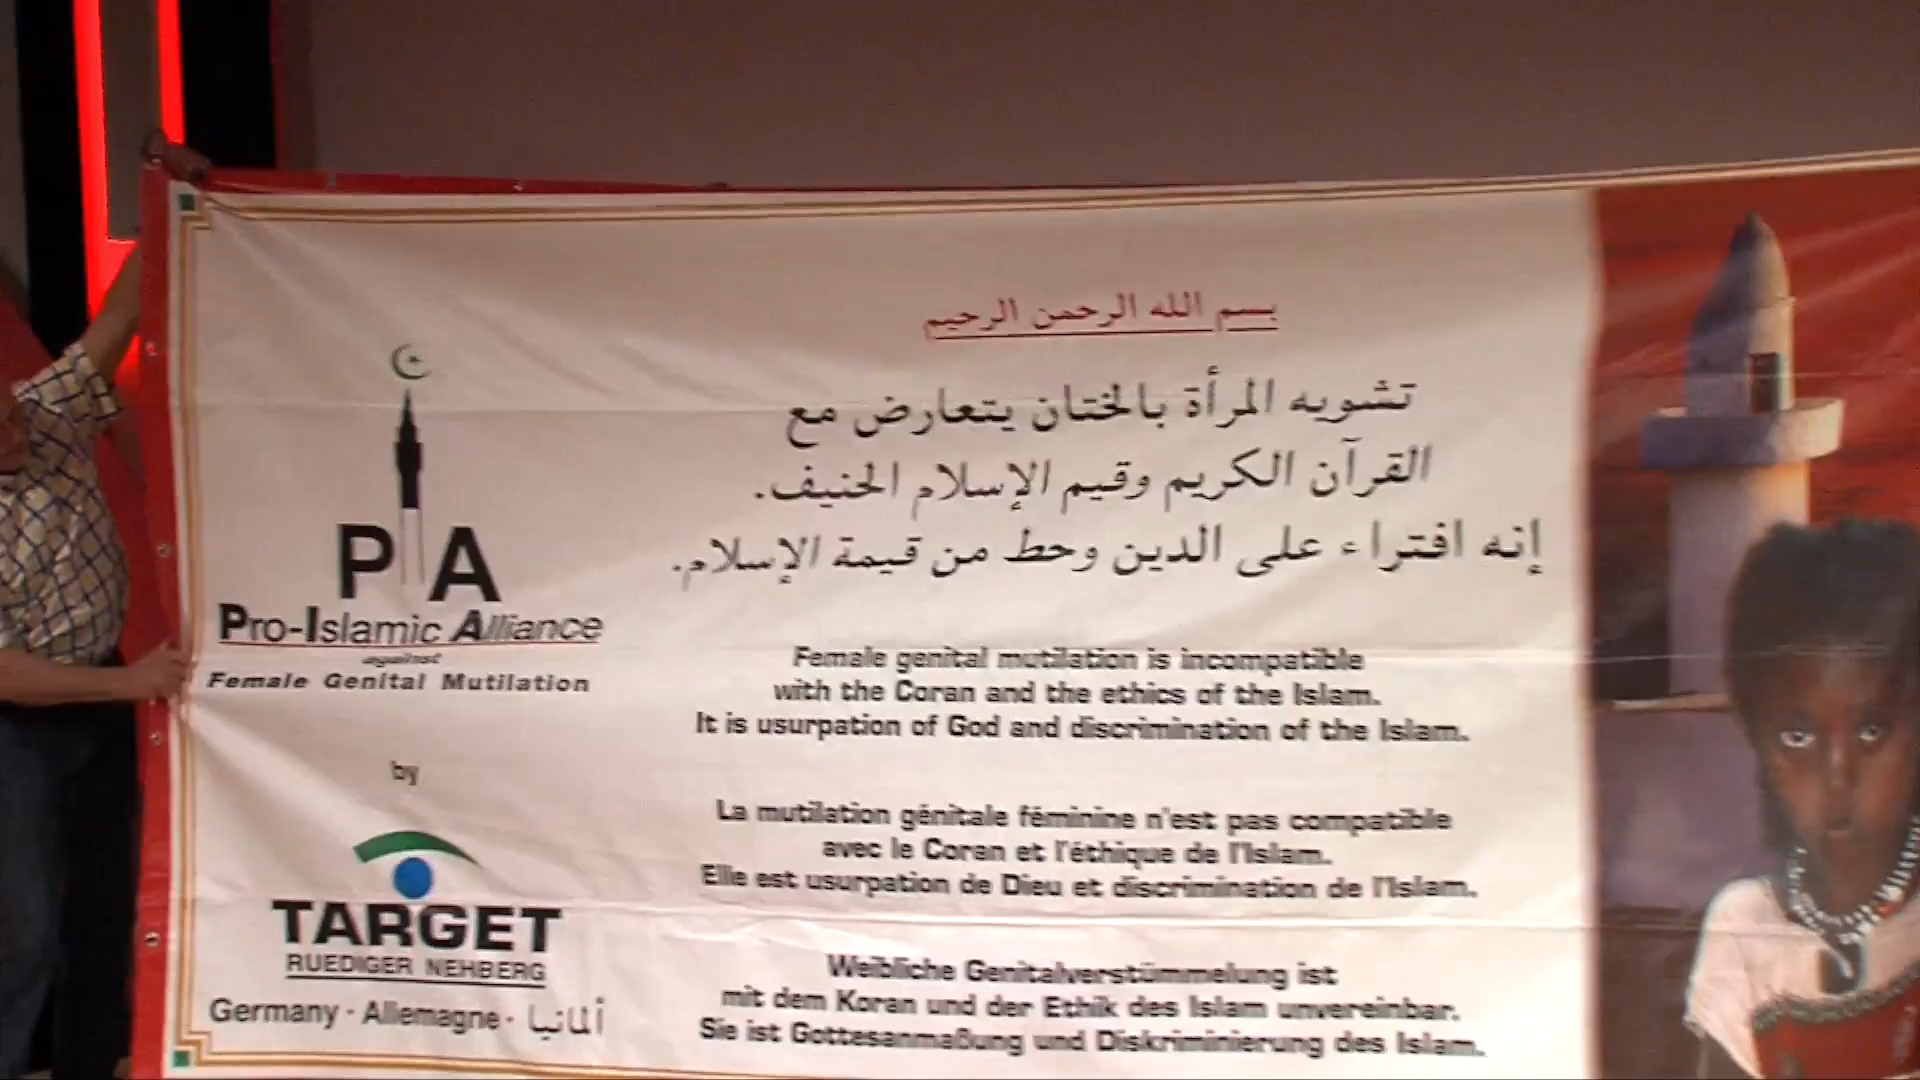 بسم الله الرحمن الرحيم
تشويه المرأة بالختان يتعارض مع
القرآن الكريم وقيم الإسلام الحنيف.
إنه افتراء على الدين وحط من قيمة الإسلام.
PIA
Pro-Islamic Alliance
against
Female Genital Mutilation
by
TARGET
RUEDIGER NEHBERG
Germany - Allemagne - ألمانيا
Female genital mutilation is incompatible
with the Coran and the ethics of the Islam.
It is usurpation of God and discrimination of the Islam.
La mutilation génitale féminine n'est pas compatible
avec le Coran et l'éthique de l'Islam.
Elle est usurpation de Dieu et discrimination de l'Islam.
Weibliche Genitalverstümmelung ist
mit dem Koran und der Ethik des Islam unvereinbar.
Sie ist Gottesanmaßung und Diskriminierung des Islam.